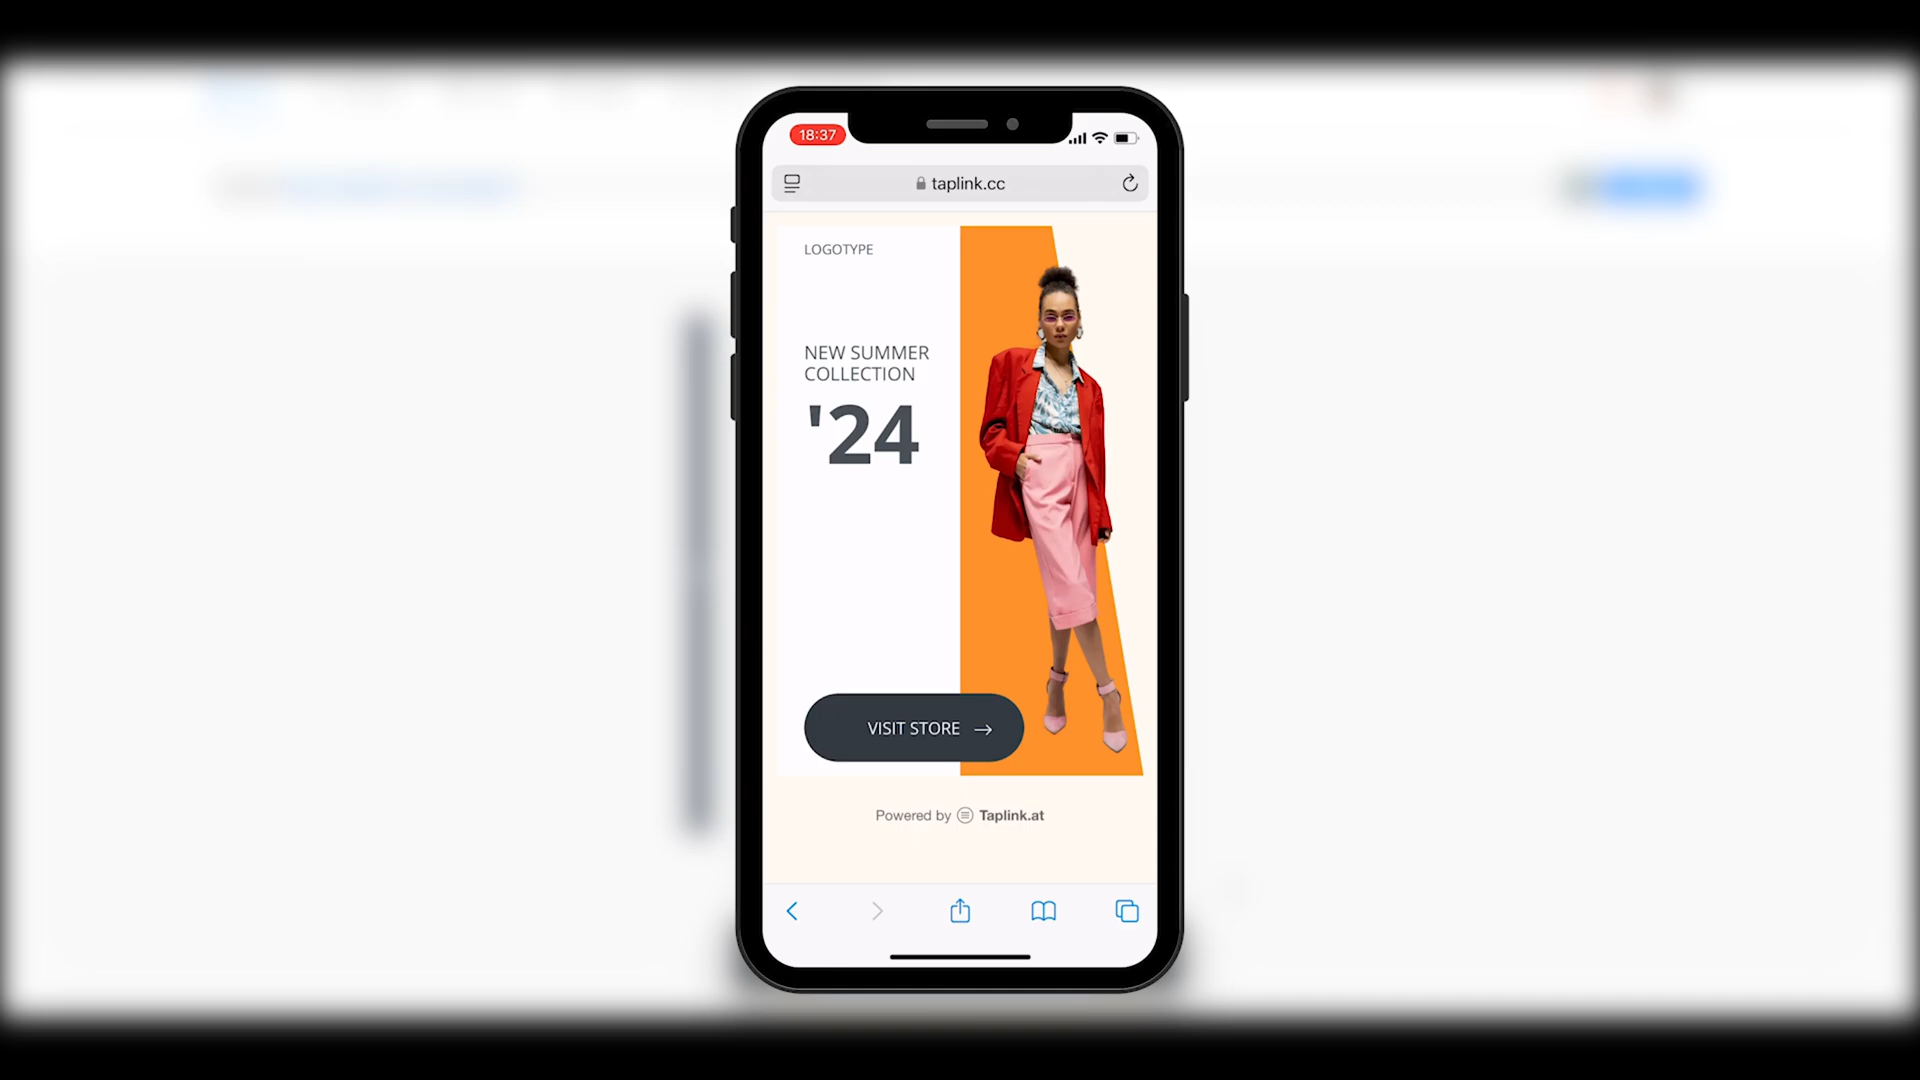 18:37
taplink.cc
LOGOTYPE
NEW SUMMER
COLLECTION
'24
VISIT STORE →
Powered by Taplink.at